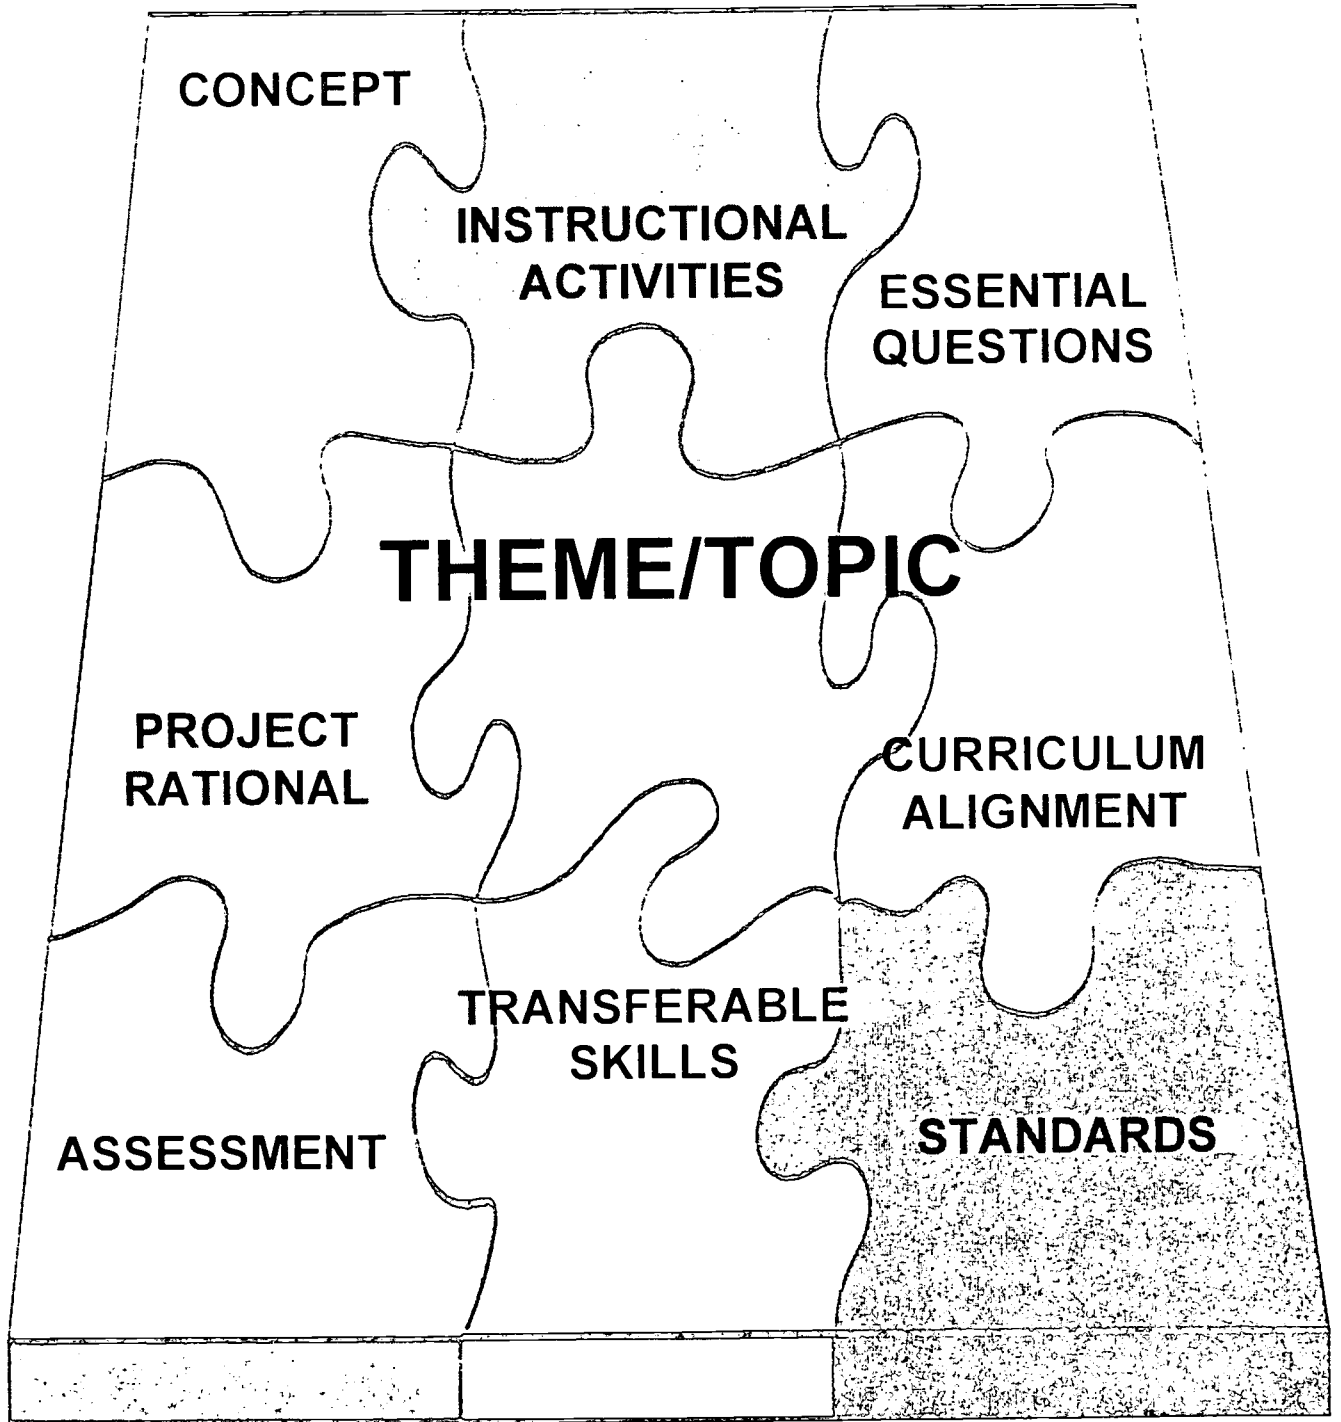 CONCEPT
INSTRUCTIONAL
ACTIVITIES
ESSENTIAL
QUESTIONS
THEME/TOPIC
PROJECT
RATIONAL
CURRICULUM
ALIGNMENT
TRANSFERABLE
SKILLS
ASSESSMENT
STANDARDS